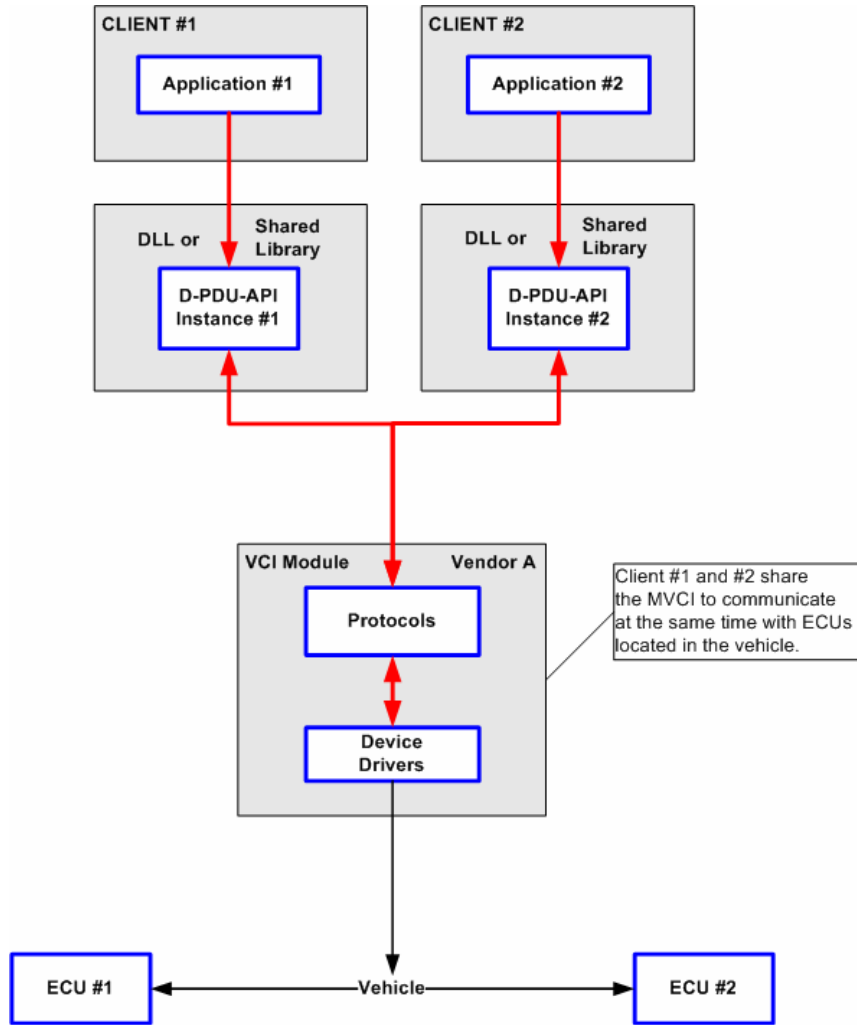 CLIENT #1
Application #1
CLIENT #2
Application #2
DLL or
Shared
Library
D-PDU-API
Instance #1
DLL or
Shared
Library
D-PDU-API
Instance #2
VCI Module
Vendor A
Protocols
Device
Drivers
Client #1 and #2 share
the MVCI to communicate
at the same time with ECUs
located in the vehicle.
ECU #1
Vehicle
ECU #2